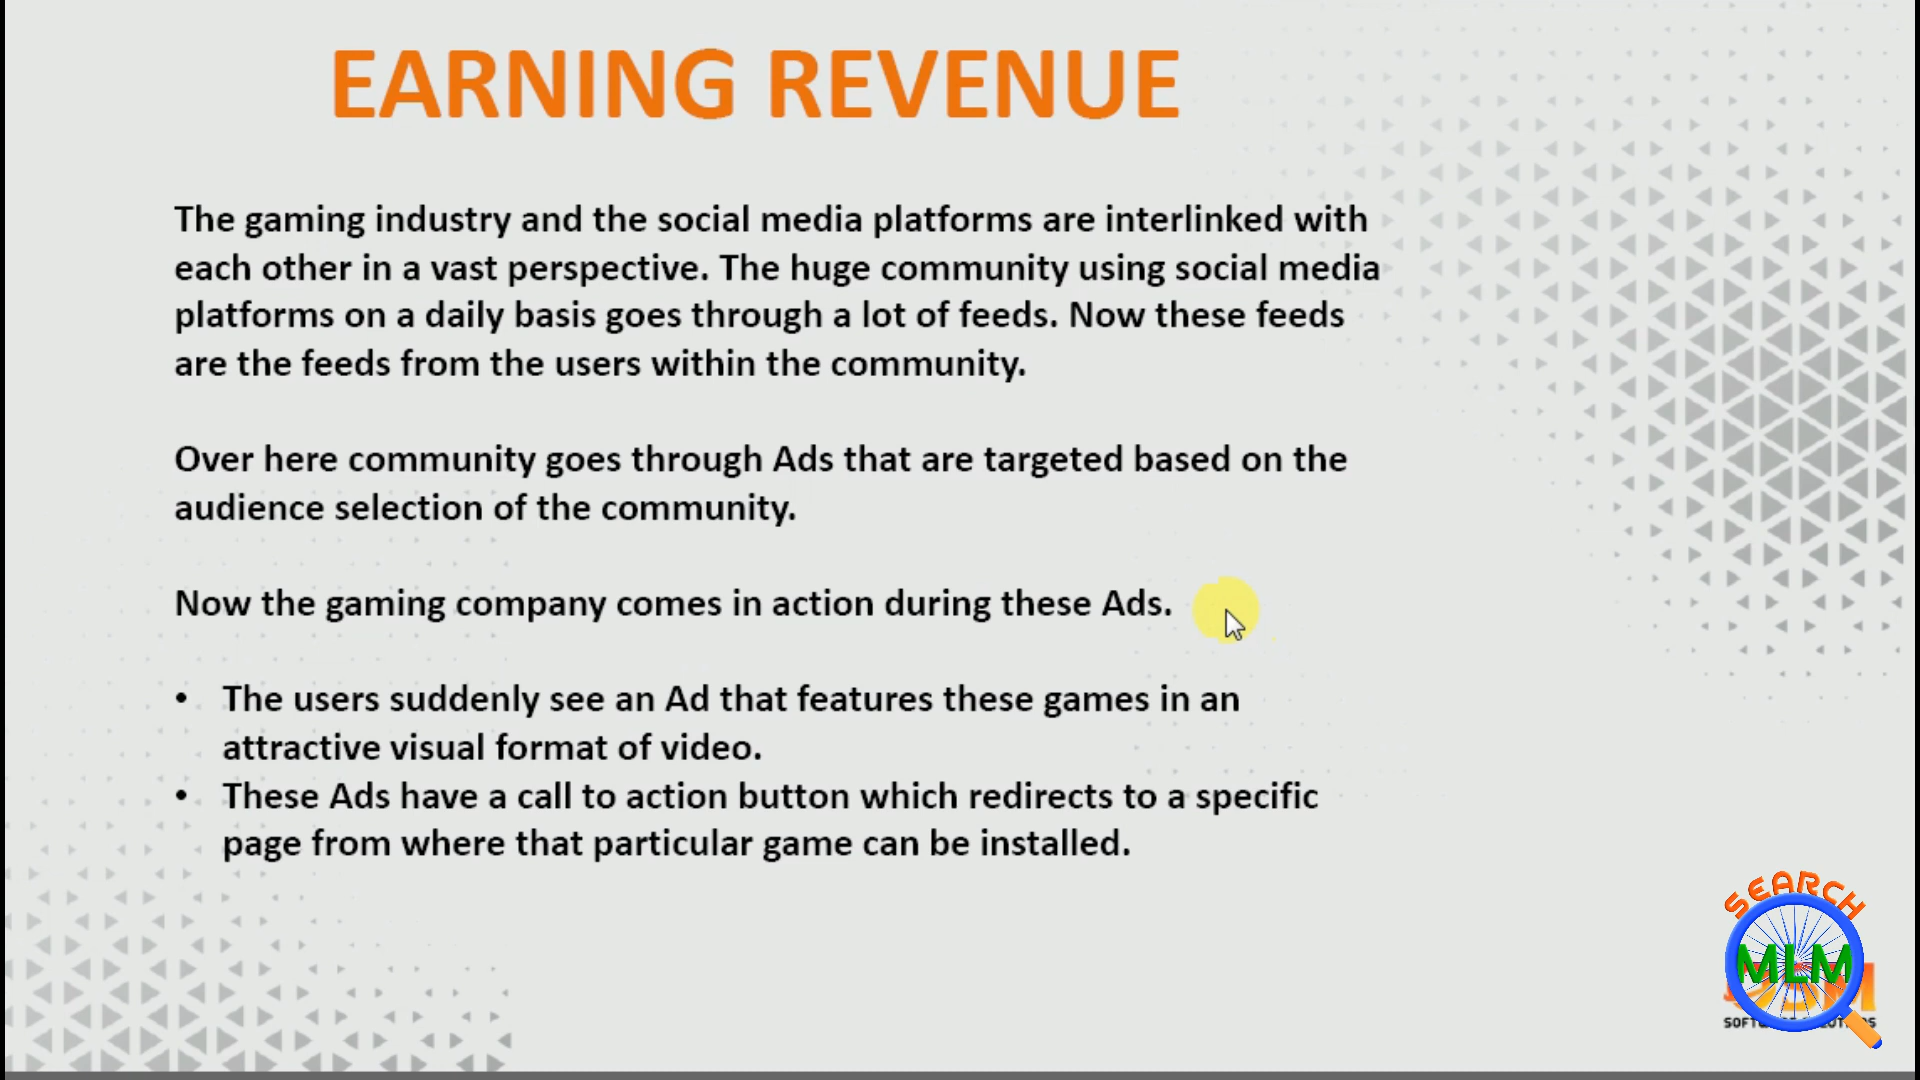 EARNING REVENUE
The gaming industry and the social media platforms are interlinked with
each other in a vast perspective. The huge community using social media
platforms on a daily basis goes through a lot of feeds. Now these feeds
are the feeds from the users within the community.
Over here community goes through Ads that are targeted based on the
audience selection of the community.
Now the gaming company comes in action during these Ads.
• The users suddenly see an Ad that features these games in an
attractive visual format of video.
• These Ads have a call to action button which redirects to a specific
page from where that particular game can be installed.
SEARCH
MLM